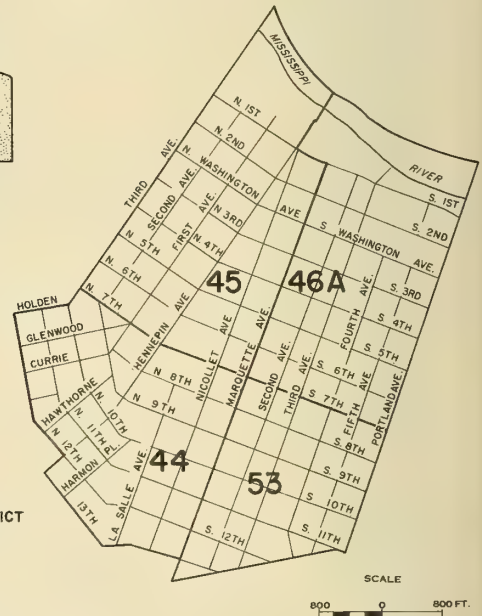 MISSISSIPPI
RIVER
N. 1ST
N. 2ND
N. WASHINGTON AVE
S. WASHINGTON AVE.
S. 1ST
S. 2ND
THIRD AVE.
SECOND AVE.
FIRST AVE.
N. 3RD
N. 4TH
N. 5TH
N. 6TH
N. 7TH
S. 3RD
S. 4TH
S. 5TH
S. 6TH
S. 7TH
45
46A
HENNEPIN AVE
NICOLLET AVE
MARQUETTE AVE.
SECOND AVE.
THIRD AVE.
FOURTH AVE.
FIFTH AVE
PORTLAND AVE.
HOLDEN
GLENWOOD
CURRIE
HAWTHORNE
N. 8TH
N. 9TH
N. 10TH
N. 11TH
N. 12TH
HARMON PL.
13TH
LA SALLE AVE
44
53
S. 8TH
S. 9TH
S. 10TH
S. 11TH
S. 12TH
ICT
SCALE
800 0 800 FT.